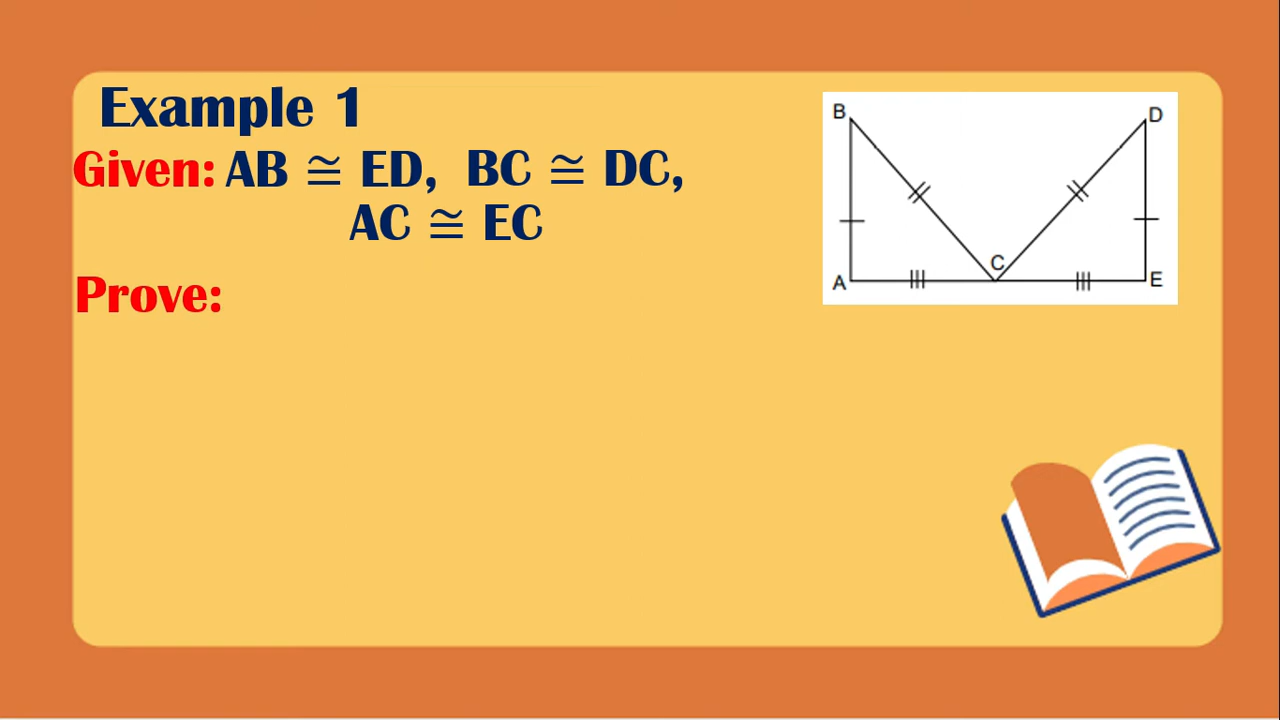 Example 1
Given: AB ≅ ED, BC ≅ DC,
AC ≅ EC
Prove:
B
D
C
A
E